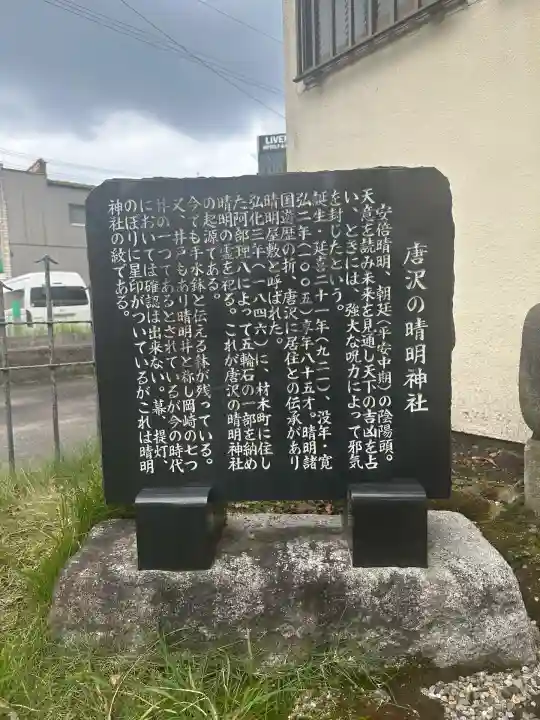 唐沢の晴明神社
安倍晴明、朝廷(平安中期)の陰陽頭。
天意を読み未来を見通し天下の吉凶を占
い、ときには、強大な呪力によって邪気
を封じたという。
誕生・延喜二十一年(九二一)、没年・寛
弘二年(一〇〇五)享年八十五才。晴明諸
国遊歴の折、唐沢に居住との伝承があり
晴明屋敷と呼ばれた。
弘化三年(一八四六)に、材木町に住し
た阿部理八によって五輪石の一部を納め
晴明の霊を祀る。これが唐沢の晴明神社
の起源である。
今でも手水鉢と伝える鉢が残っている。
又、井戸もあり晴明井と称し岡崎の七つ
井の一つであるとされているが今の時代
においては確認は出来ない。幕、提灯、
のぼりに星印がついているがこれは晴明
神社の紋である。
LIVE